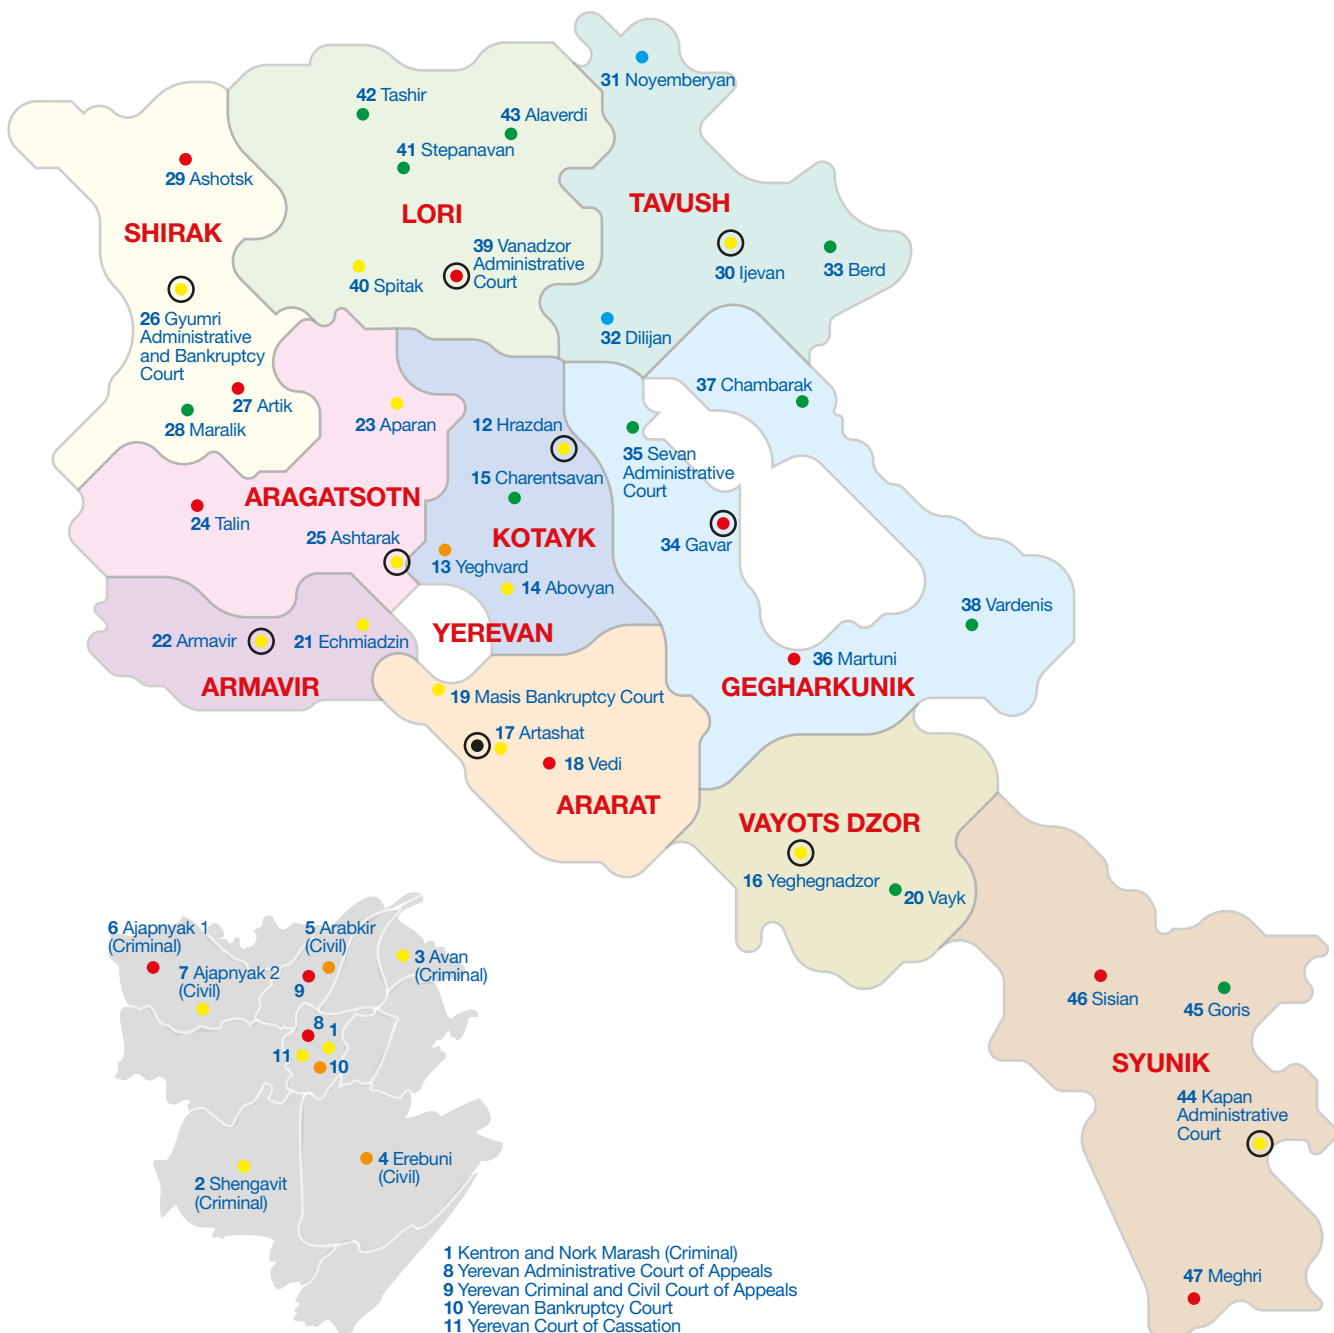 31 Noyemberyan
42 Tashir
43 Alaverdi
41 Stepanavan
29 Ashotsk
TAVUSH
LORI
SHIRAK
39 Vanadzor
Administrative
Court
30 Ijevan
33 Berd
40 Spitak
26 Gyumri
Administrative
and Bankruptcy
Court
32 Dilijan
37 Chambarak
27 Artik
28 Maralik
23 Aparan
12 Hrazdan
35 Sevan
Administrative
Court
15 Charentsavan
ARAGATSOTN
24 Talin
25 Ashtarak
KOTAYK
34 Gavar
13 Yeghvard
14 Abovyan
38 Vardenis
YEREVAN
22 Armavir
21 Echmiadzin
36 Martuni
ARMAVIR
GEGHARKUNIK
19 Masis Bankruptcy Court
17 Artashat
18 Vedi
ARARAT
VAYOTS DZOR
16 Yeghegnadzor
20 Vayk
6 Ajapnyak 1
(Criminal)
5 Arabkir
(Civil)
3 Avan
(Criminal)
7 Ajapnyak 2
(Civil)
9
8
1
11
10
46 Sisian
45 Goris
SYUNIK
44 Kapan
Administrative
Court
4 Erebuni
(Civil)
2 Shengavit
(Criminal)
47 Meghri
1 Kentron and Nork Marash (Criminal)
8 Yerevan Administrative Court of Appeals
9 Yerevan Criminal and Civil Court of Appeals
10 Yerevan Bankruptcy Court
11 Yerevan Court of Cassation